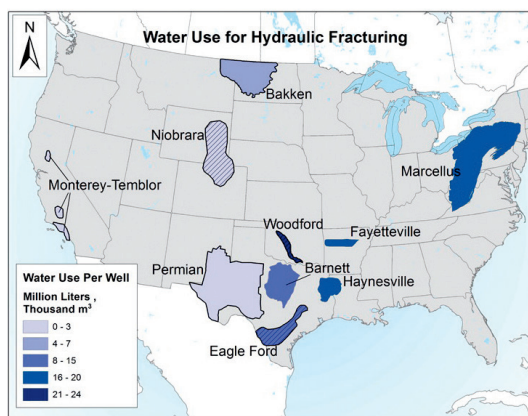 Water Use for Hydraulic Fracturing
N
Bakken
Niobrara
Marcellus
Monterey-Temblor
Woodford
Fayetteville
Permian
Barnett
Haynesville
Eagle Ford
Water Use Per Well
Million Liters ,
Thousand m³
0 - 3
4 - 7
8 - 15
16 - 20
21 - 24